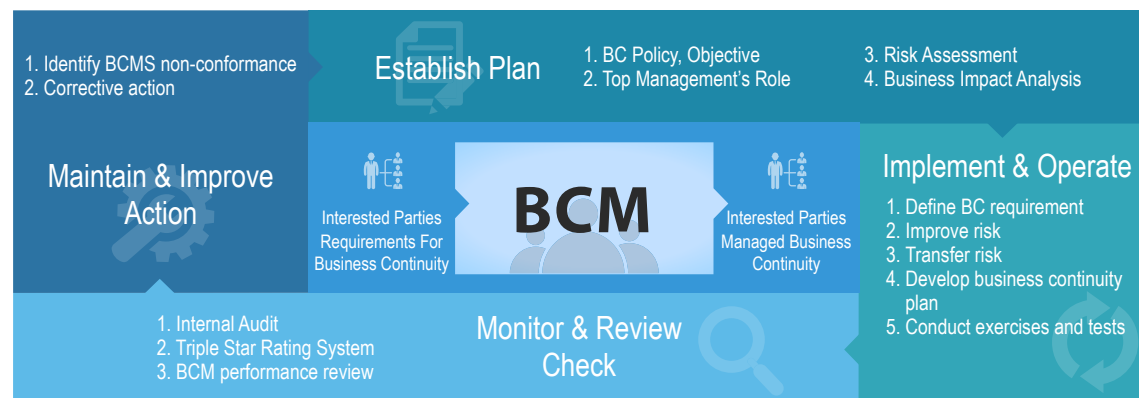 1. Identify BCMS non-conformance
2. Corrective action
Maintain & Improve
Action
Establish Plan
1. BC Policy, Objective
2. Top Management's Role
3. Risk Assessment
4. Business Impact Analysis
Implement & Operate
1. Define BC requirement
2. Improve risk
3. Transfer risk
4. Develop business continuity
plan
5. Conduct exercises and tests
Interested Parties
Requirements For
Business Continuity
BCM
Interested Parties
Managed Business
Continuity
1. Internal Audit
2. Triple Star Rating System
3. BCM performance review
Monitor & Review
Check